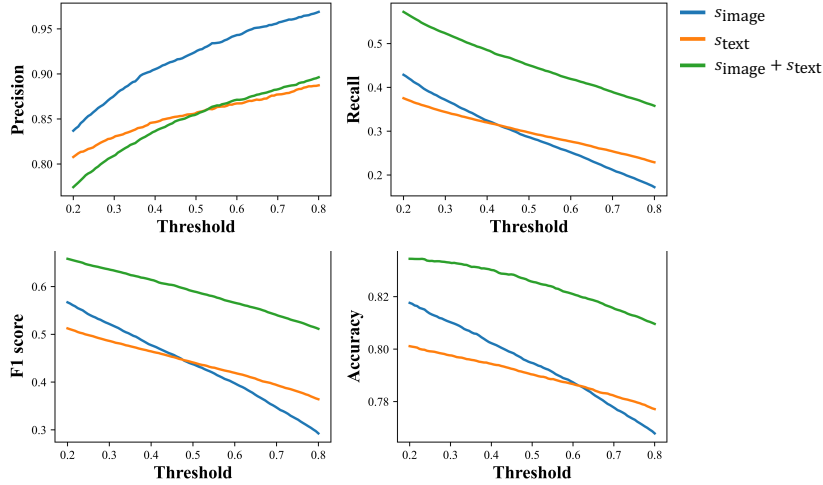 0.95
0.90
0.85
0.80
Precision
0.2 0.3 0.4 0.5 0.6 0.7 0.8
Threshold
0.5
0.4
0.3
0.2
Recall
0.2 0.3 0.4 0.5 0.6 0.7 0.8
Threshold
s_image
s_text
s_image + s_text
0.6
0.5
0.4
0.3
F1 score
0.2 0.3 0.4 0.5 0.6 0.7 0.8
Threshold
0.82
0.80
0.78
Accuracy
0.2 0.3 0.4 0.5 0.6 0.7 0.8
Threshold